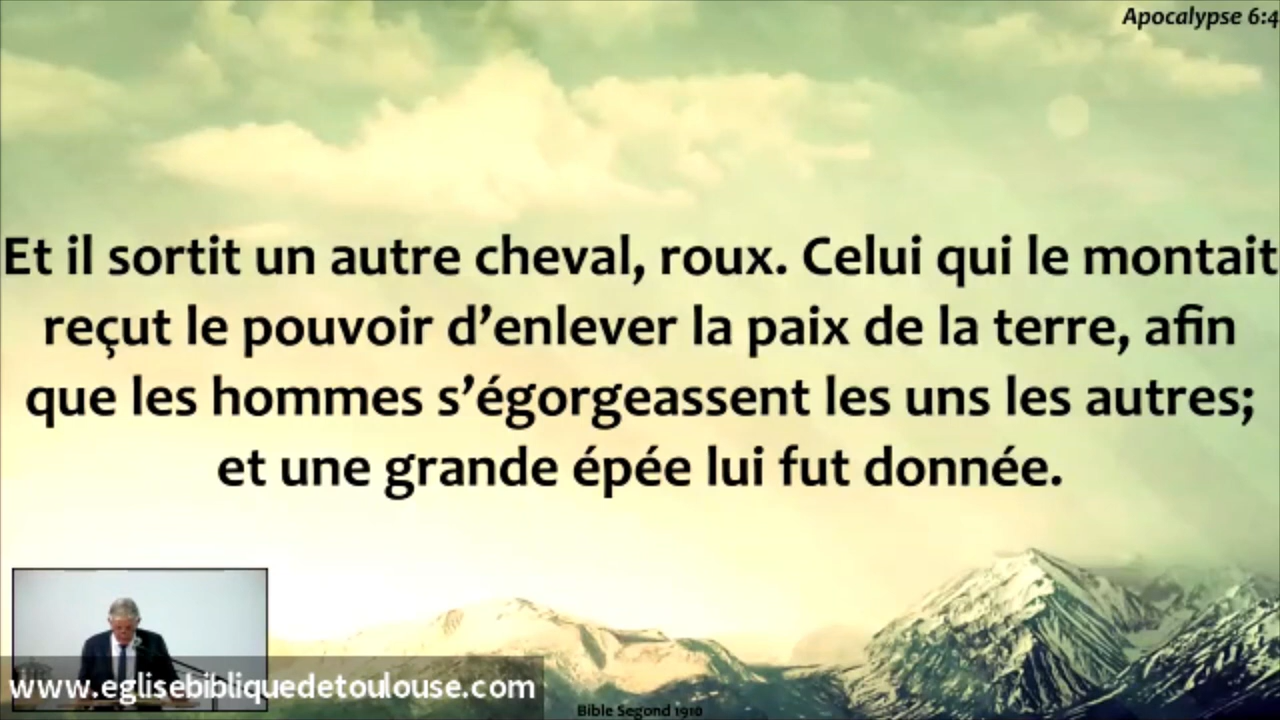 Apocalypse 6:4
Et il sortit un autre cheval, roux. Celui qui le montait
reçut le pouvoir d’enlever la paix de la terre, afin
que les hommes s’égorgeassent les uns les autres;
et une grande épée lui fut donnée.
www.eglisebibliquedetoulouse.com
Bible Segond 1910